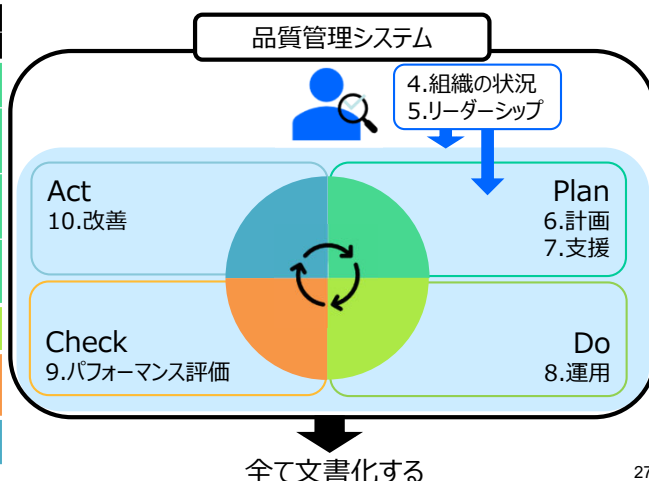 品質管理システム
4.組織の状況
5.リーダーシップ
Act
10.改善
Plan
6.計画
7.支援
Check
9.パフォーマンス評価
Do
8.運用
全て文書化する
27